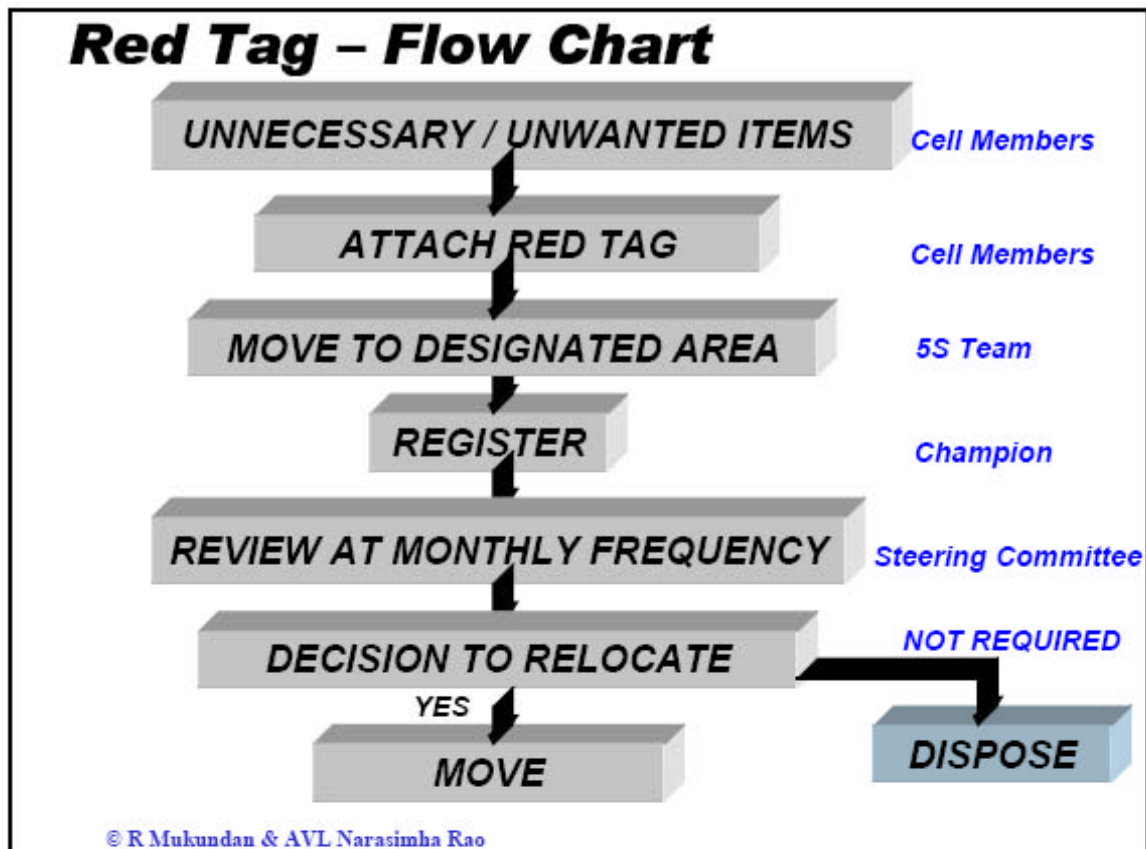 Red Tag – Flow Chart
UNNECESSARY / UNWANTED ITEMS
Cell Members
ATTACH RED TAG
Cell Members
MOVE TO DESIGNATED AREA
5S Team
REGISTER
Champion
REVIEW AT MONTHLY FREQUENCY
Steering Committee
DECISION TO RELOCATE
NOT REQUIRED
YES
MOVE
DISPOSE
© R Mukundan & AVL Narasimha Rao